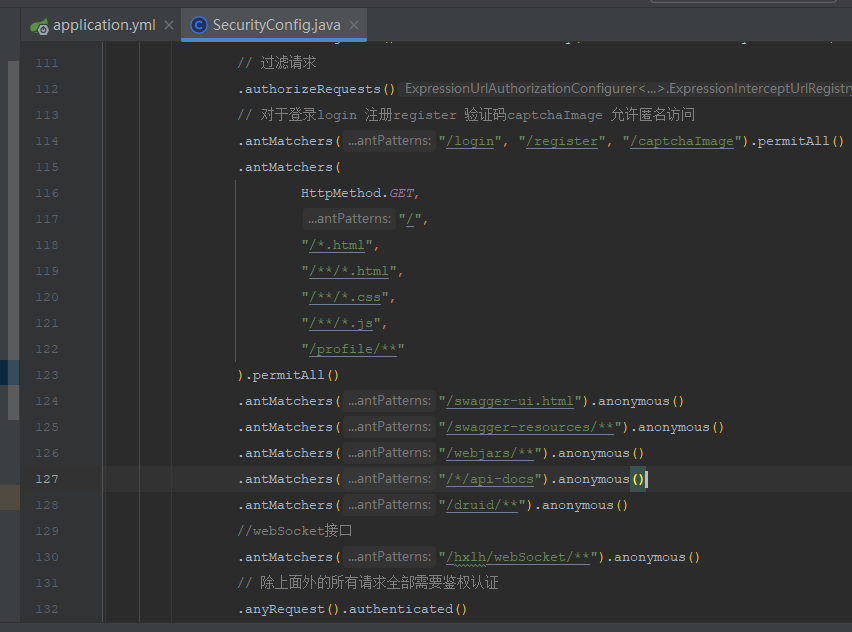 application.yml SecurityConfig.java
111
112 // 过滤请求
.authorizeRequests() ExpressionUrlAuthorizationConfigurer<...>.ExpressionInterceptUrlRegistry
113 // 对于登录login 注册register 验证码captchaImage 允许匿名访问
114 .antMatchers( ...antPatterns: "/login", "/register", "/captchaImage").permitAll()
115 .antMatchers(
116 HttpMethod.GET,
117 ...antPatterns: "/",
118 "/*.html",
119 "/**/*.html",
120 "/**/*.css",
121 "/**/*.js",
122 "/profile/**"
123 ).permitAll()
124 .antMatchers( ...antPatterns: "/swagger-ui.html").anonymous()
125 .antMatchers( ...antPatterns: "/swagger-resources/**").anonymous()
126 .antMatchers( ...antPatterns: "/webjars/**").anonymous()
127 .antMatchers( ...antPatterns: "/*/api-docs").anonymous()
128 .antMatchers( ...antPatterns: "/druid/**").anonymous()
129 //webSocket接口
130 .antMatchers( ...antPatterns: "/hxlh/webSocket/**").anonymous()
131 // 除上面外的所有请求全部需要鉴权认证
132 .anyRequest().authenticated()